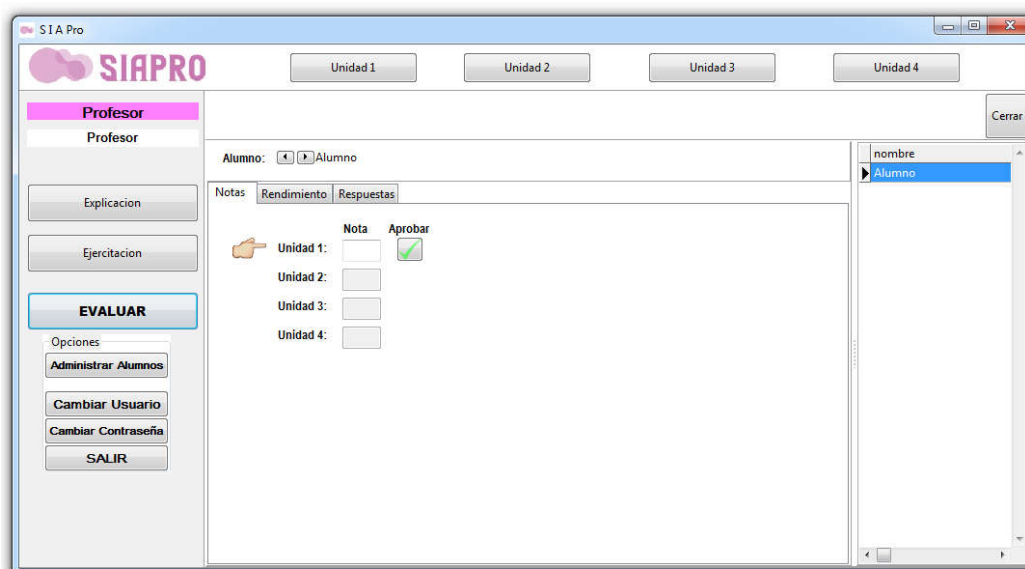 S I A Pro
SIAPRO
Unidad 1
Unidad 2
Unidad 3
Unidad 4
Profesor
Profesor
Cerrar
Alumno:
Alumno
nombre
Alumno
Notas
Rendimiento
Respuestas
Explicacion
Ejercitacion
EVALUAR
Opciones
Administrar Alumnos
Cambiar Usuario
Cambiar Contraseña
SALIR
Nota
Aprobar
Unidad 1:
Unidad 2:
Unidad 3:
Unidad 4: